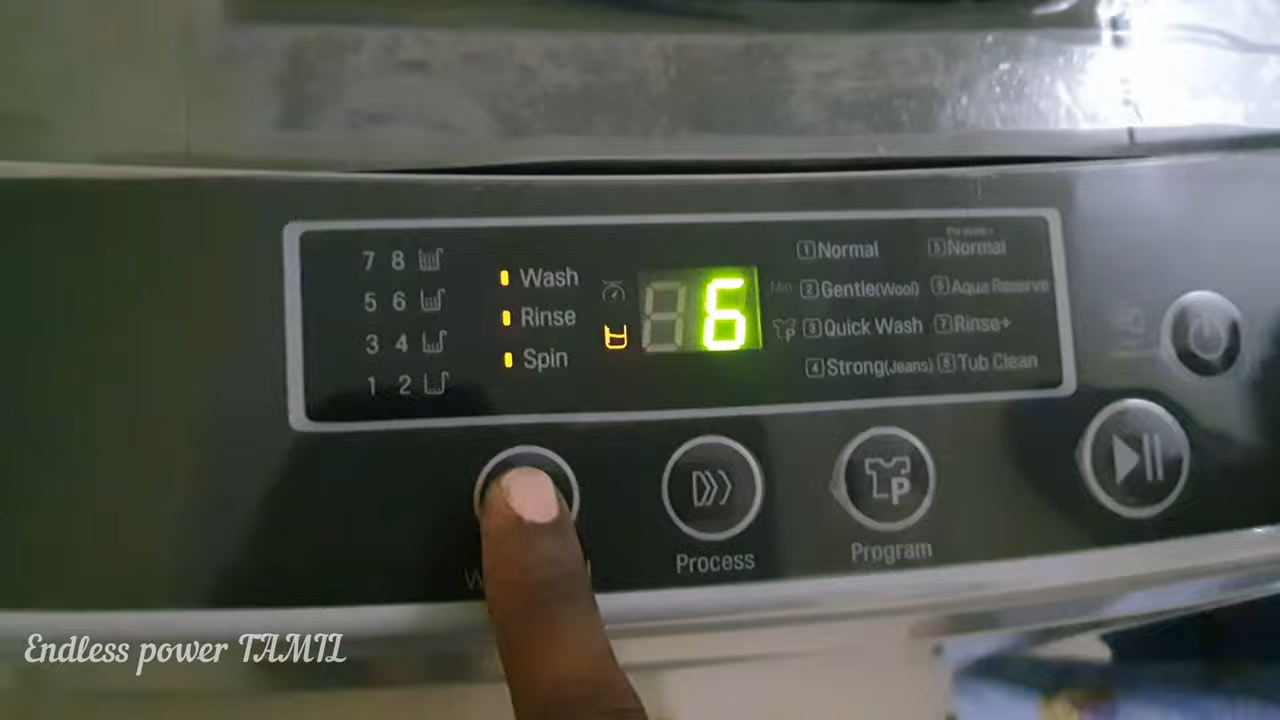 7 8
5 6
3 4
1 2
Wash
Rinse
Spin
6
1 Normal
2 Gentle(Wool)
3 Quick Wash
4 Strong(Jeans)
5 Normal
6 Aqua Reserve
7 Rinse+
8 Tub Clean
Process
Program
P
P
Endless power TAMIL